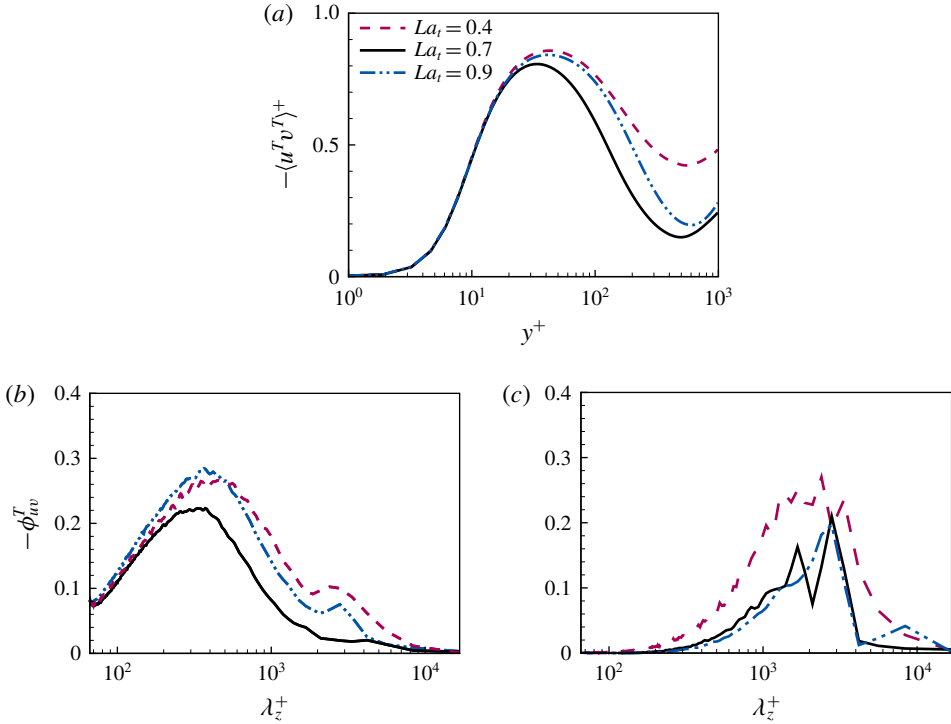 (a)
1.0
La_t = 0.4
La_t = 0.7
La_t = 0.9
−⟨u^T v^T⟩^+
0.5
0
10^0 10^1 10^2 10^3
y^+
(b)
0.4
0.3
−ϕ_{uv}^T
0.2
0.1
0
10^2 10^3 10^4
λ_z^+
(c)
0.4
0.3
0.2
0.1
0
10^2 10^3 10^4
λ_z^+